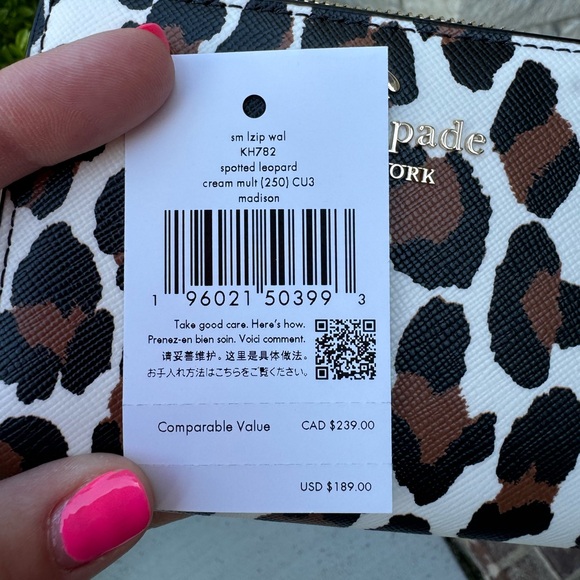 sm lzip wal
KH782
spotted leopard
cream mult (250) CU3
madison
1 96021 50399 3
Take good care. Here's how.
Prenez-en bien soin. Voici comment.
请妥善维护。这里是具体做法。
お手入れ方法はこちらをご覧ください。
Comparable Value CAD $239.00
USD $189.00
pade
YORK